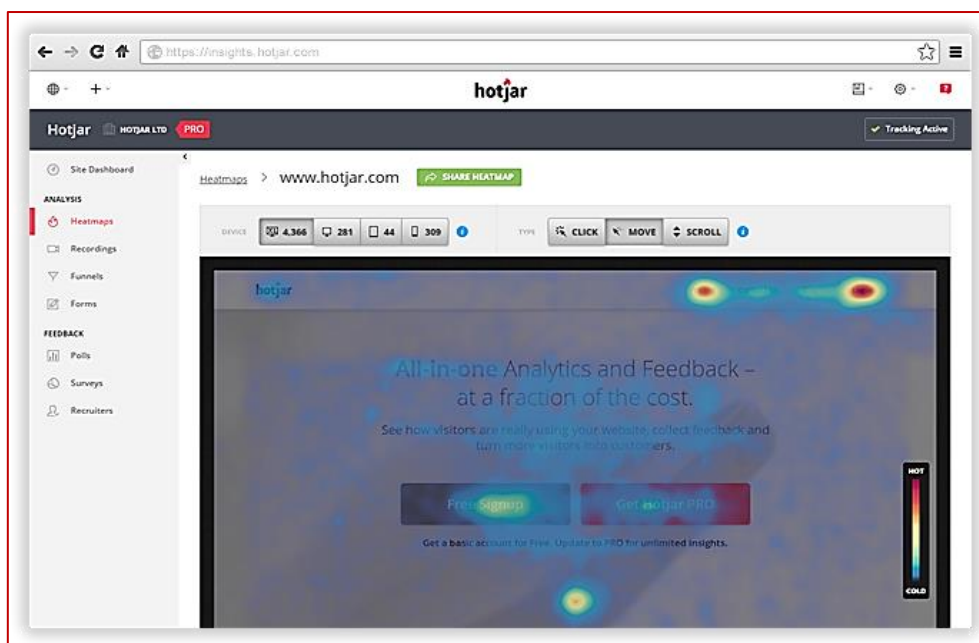 https://insights.hotjar.com
hotjar
Hotjar HOTJAR LTD PRO
Tracking Active
Site Dashboard
ANALYSIS
Heatmaps
Recordings
Funnels
Forms
FEEDBACK
Polls
Surveys
Recruiters
Heatmaps > www.hotjar.com SHARE HEATMAP
DEVICE 4,366 281 44 309 TYPE CLICK MOVE SCROLL
hotjar
All-in-one Analytics and Feedback –
at a fraction of the cost.
See how visitors are really using your website, collect feedback and
turn more visitors into customers.
Free Signup Get Hotjar PRO
Get a basic account for Free. Update to PRO for unlimited insights.
HOT
COLD